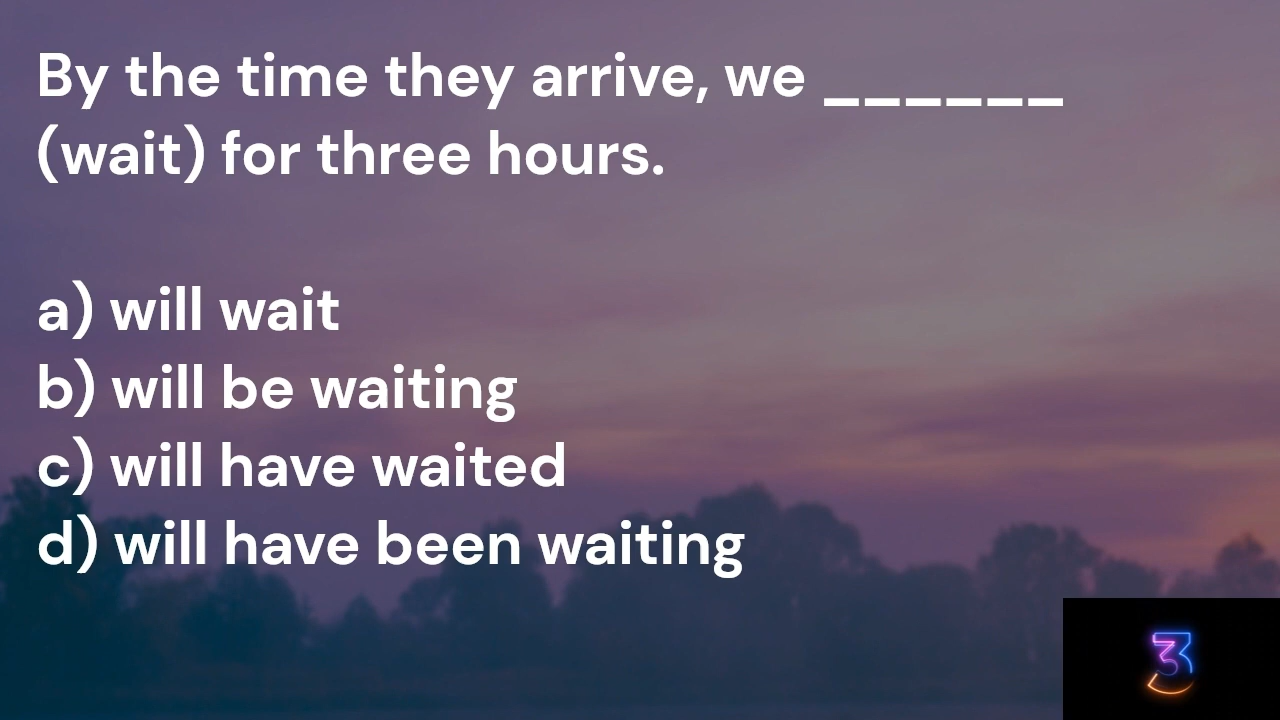 By the time they arrive, we ______
(wait) for three hours.
a) will wait
b) will be waiting
c) will have waited
d) will have been waiting
3